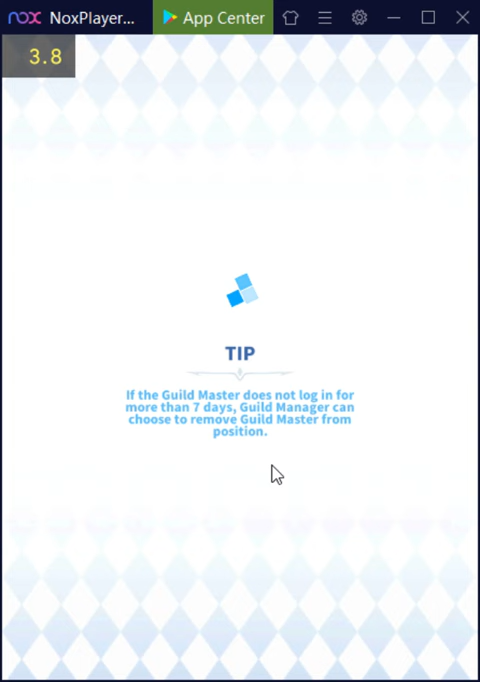 nox NoxPlayer... App Center
3.8
TIP
If the Guild Master does not log in for
more than 7 days, Guild Manager can
choose to remove Guild Master from
position.